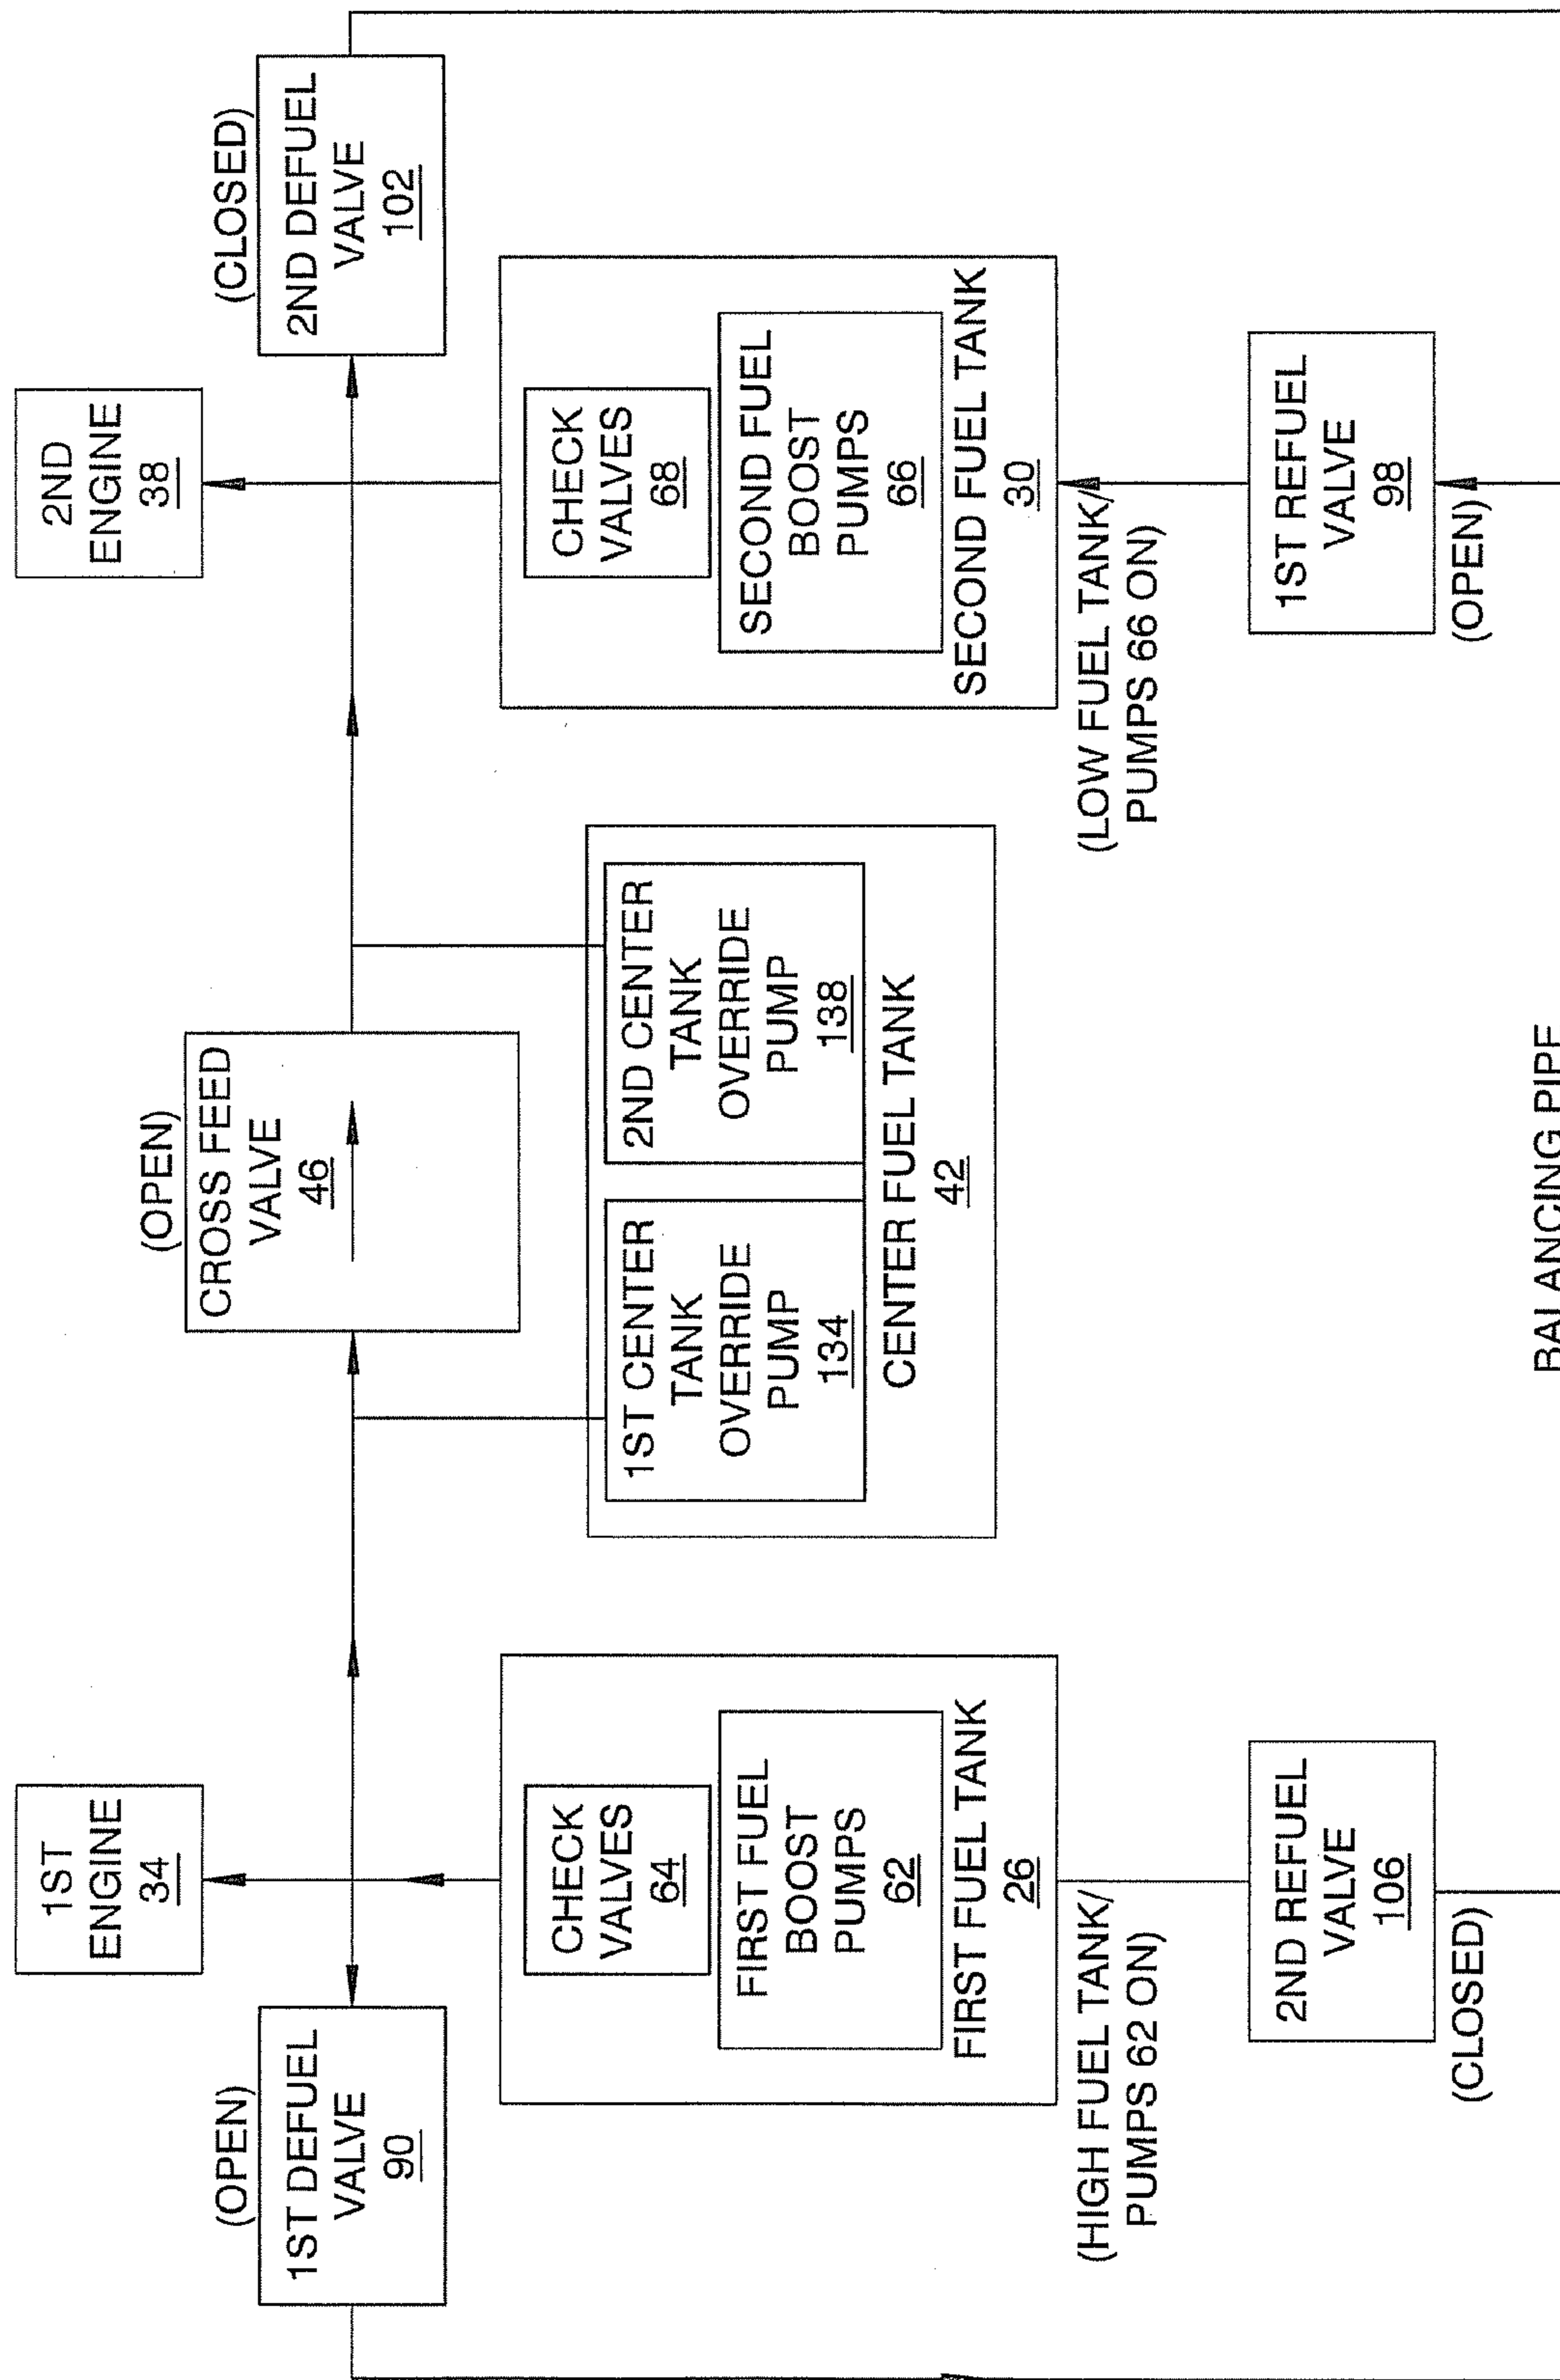 1ST
ENGINE
34
2ND
ENGINE
38
(OPEN)
1ST DEFUEL
VALVE
90
(OPEN)
CROSS FEED
VALVE
46
(CLOSED)
2ND DEFUEL
VALVE
102
CHECK
VALVES
64
FIRST FUEL
BOOST
PUMPS
62
FIRST FUEL TANK
26
(HIGH FUEL TANK/
PUMPS 62 ON)
1ST CENTER
TANK
OVERRIDE
PUMP
134
2ND CENTER
TANK
OVERRIDE
PUMP
138
CENTER FUEL TANK
42
CHECK
VALVES
68
SECOND FUEL
BOOST
PUMPS
66
SECOND FUEL TANK
30
(LOW FUEL TANK/
PUMPS 66 ON)
2ND REFUEL
VALVE
106
(CLOSED)
1ST REFUEL
VALVE
98
(OPEN)
BALANCING PIPE